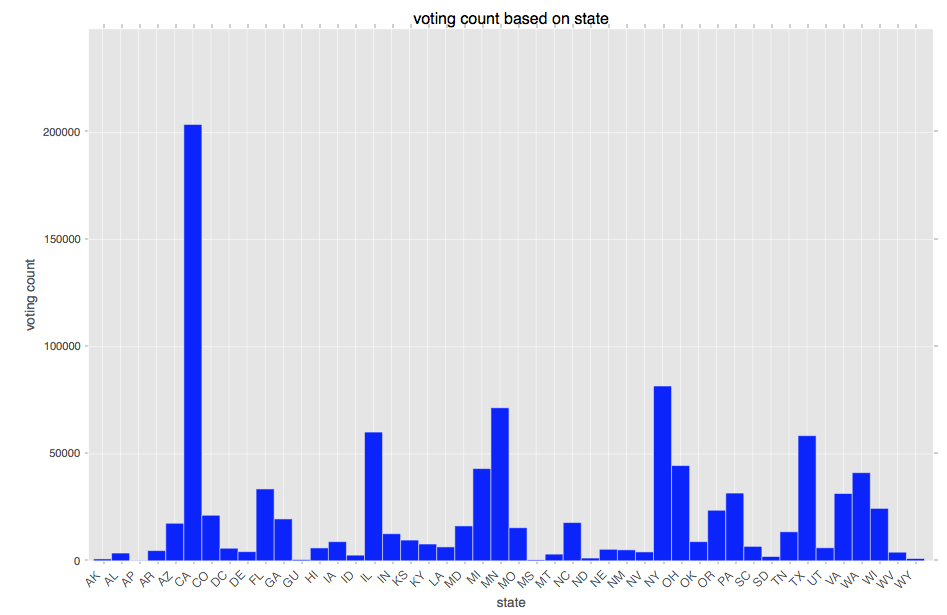 voting count based on state
200000
150000
100000
50000
0
voting count
AK AL AP AR AZ CA CO DC DE FL GA GU HI IA ID IL IN KS KY LA MD MI MN MO MS MT NC ND NE NM NV NY OH OK OR PA SC SD TN TX UT VA WA WI WV WY
state